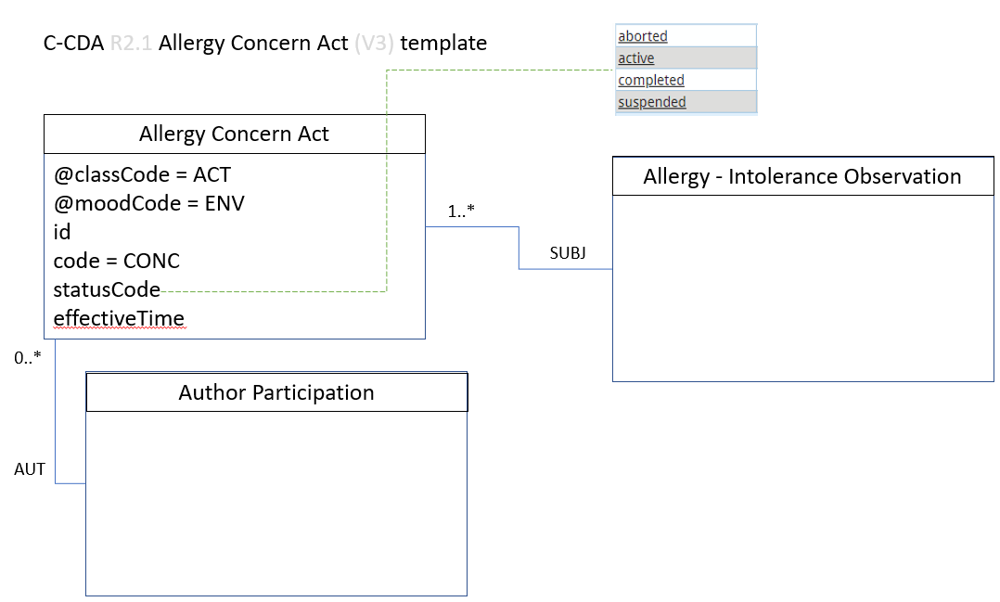 C-CDA R2.1 Allergy Concern Act (V3) template
aborted
active
completed
suspended
Allergy Concern Act
@classCode = ACT
@moodCode = ENV
id
code = CONC
statusCode
effectiveTime
1..*
SUBJ
Allergy - Intolerance Observation
0..*
AUT
Author Participation